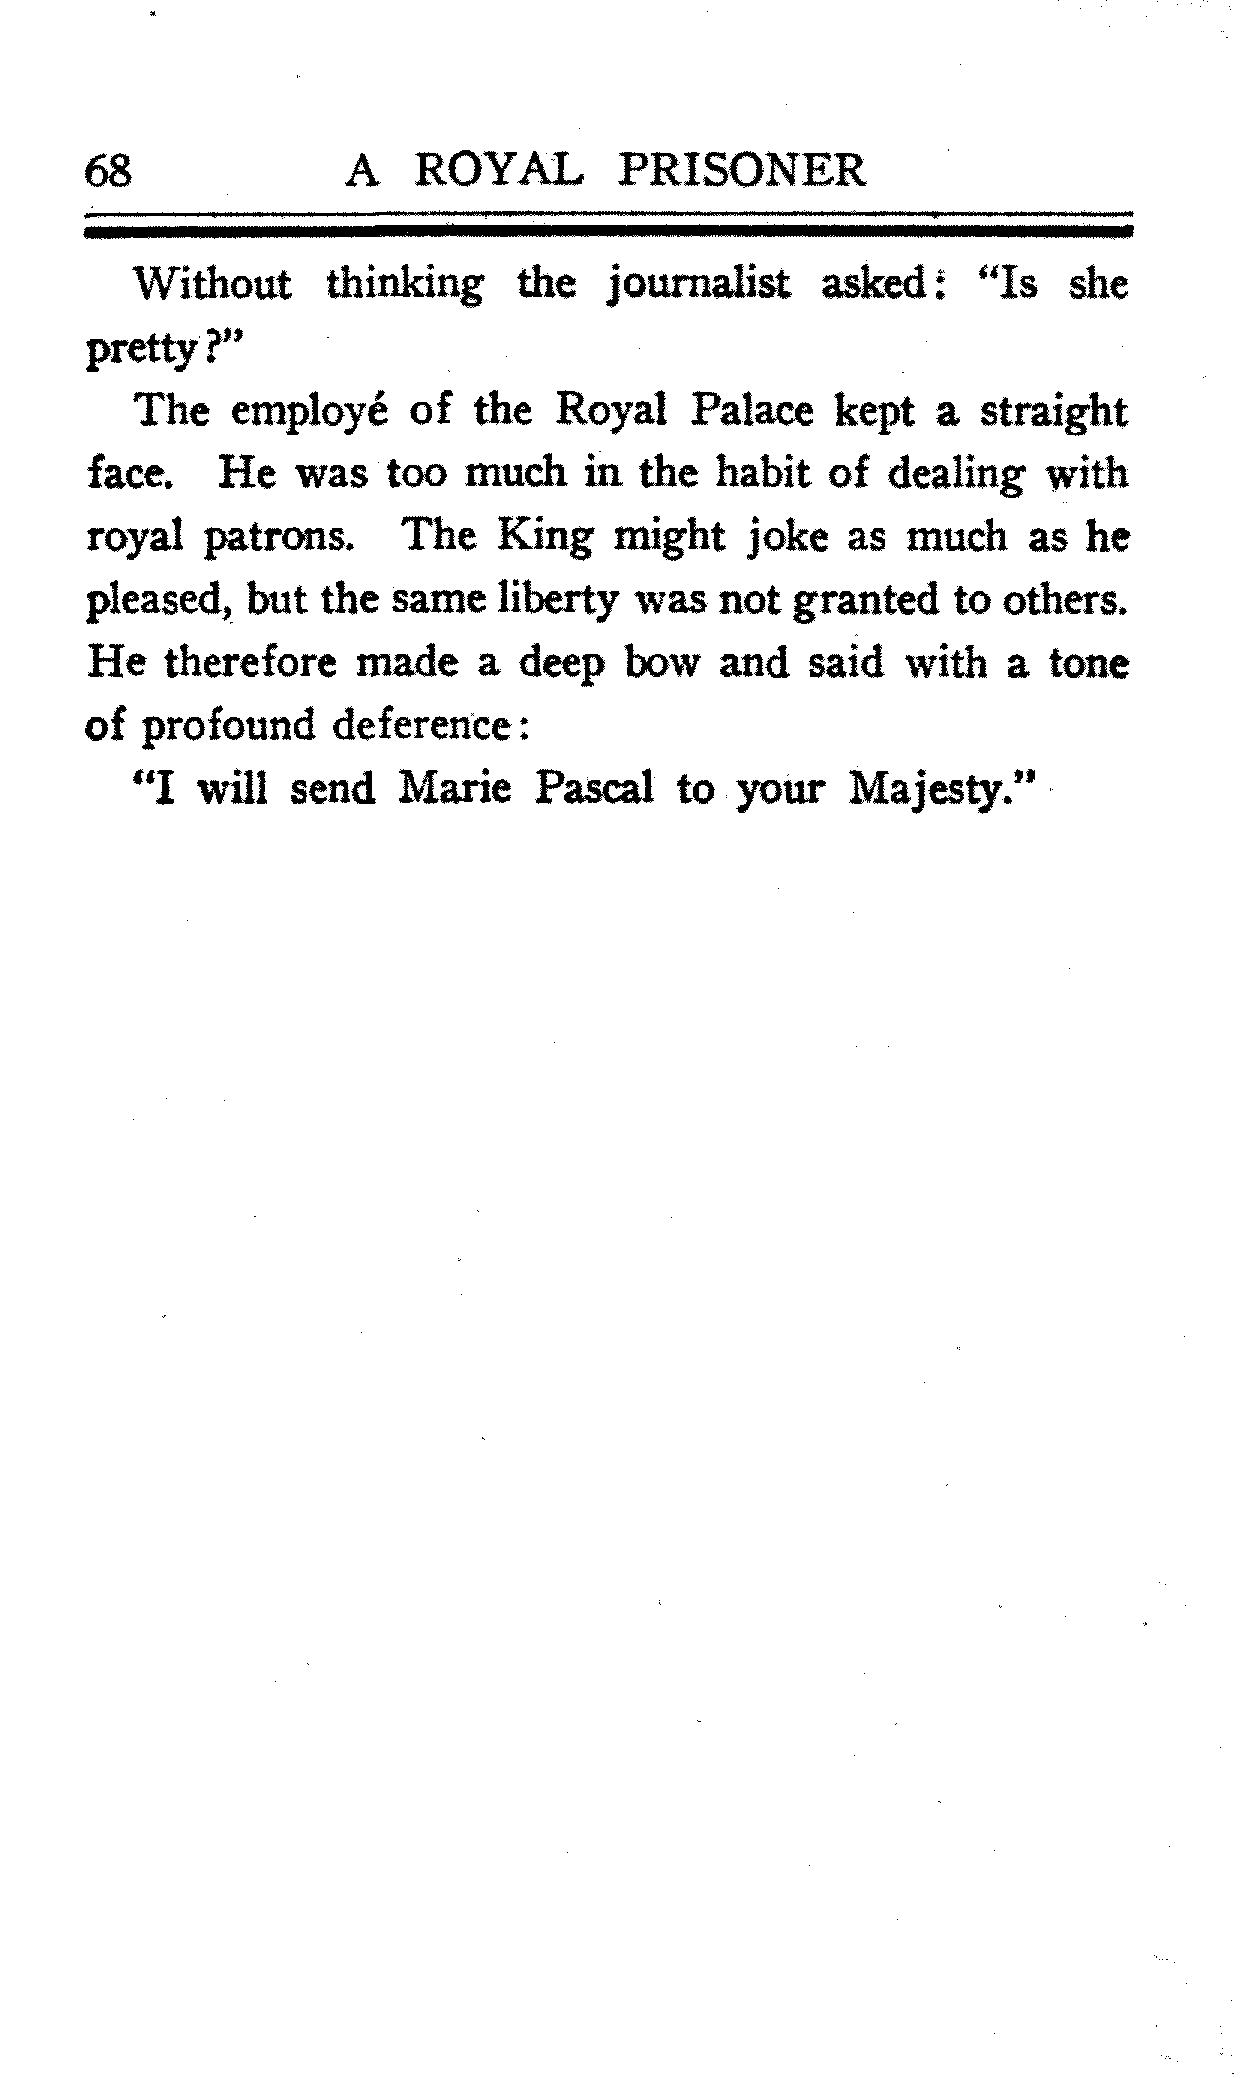 68 A ROYAL PRISONER
Without thinking the journalist asked: "Is she
pretty?"
The employé of the Royal Palace kept a straight
face. He was too much in the habit of dealing with
royal patrons. The King might joke as much as he
pleased, but the same liberty was not granted to others.
He therefore made a deep bow and said with a tone
of profound deference:
"I will send Marie Pascal to your Majesty."